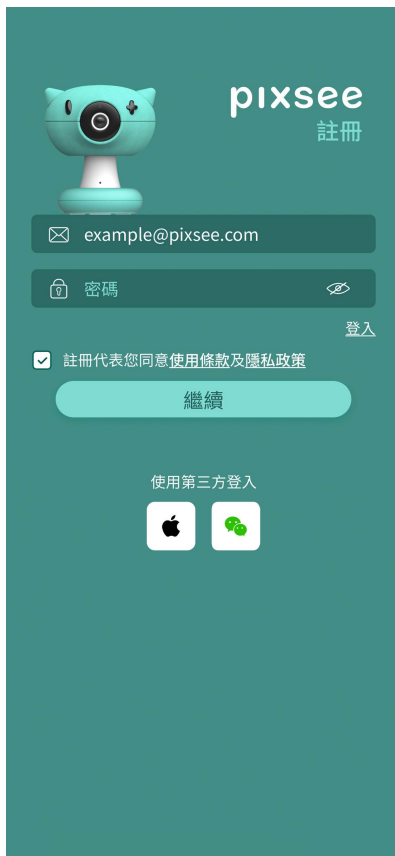 pixsee
註冊
example@pixsee.com
密碼
登入
註冊代表您同意使用條款及隱私政策
繼續
使用第三方登入